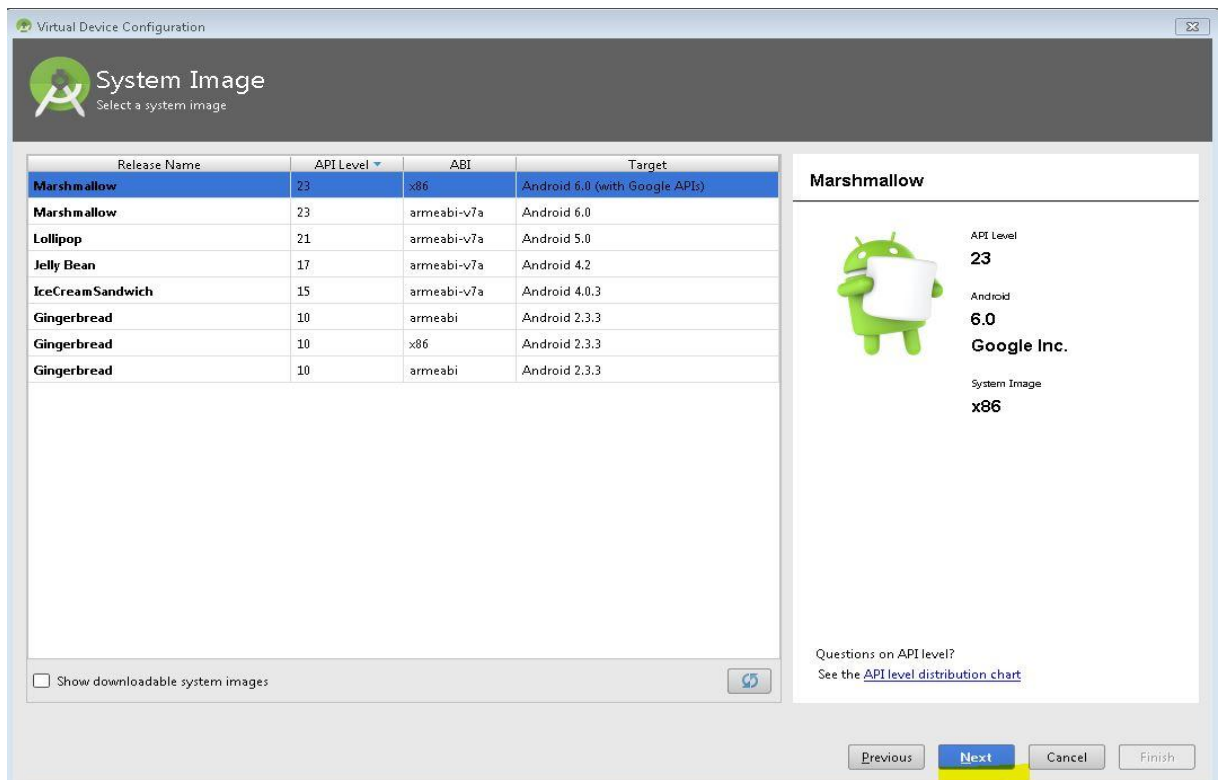 Virtual Device Configuration
System Image
Select a system image
Release Name API Level ABI Target
Marshmallow 23 x86 Android 6.0 (with Google APIs)
Marshmallow 23 armeabi-v7a Android 6.0
Lollipop 21 armeabi-v7a Android 5.0
Jelly Bean 17 armeabi-v7a Android 4.2
IceCreamSandwich 15 armeabi-v7a Android 4.0.3
Gingerbread 10 armeabi Android 2.3.3
Gingerbread 10 x86 Android 2.3.3
Gingerbread 10 armeabi Android 2.3.3
Show downloadable system images
Marshmallow
API Level
23
Android
6.0
Google Inc.
System Image
x86
Questions on API level?
See the API level distribution chart
Previous Next Cancel Finish